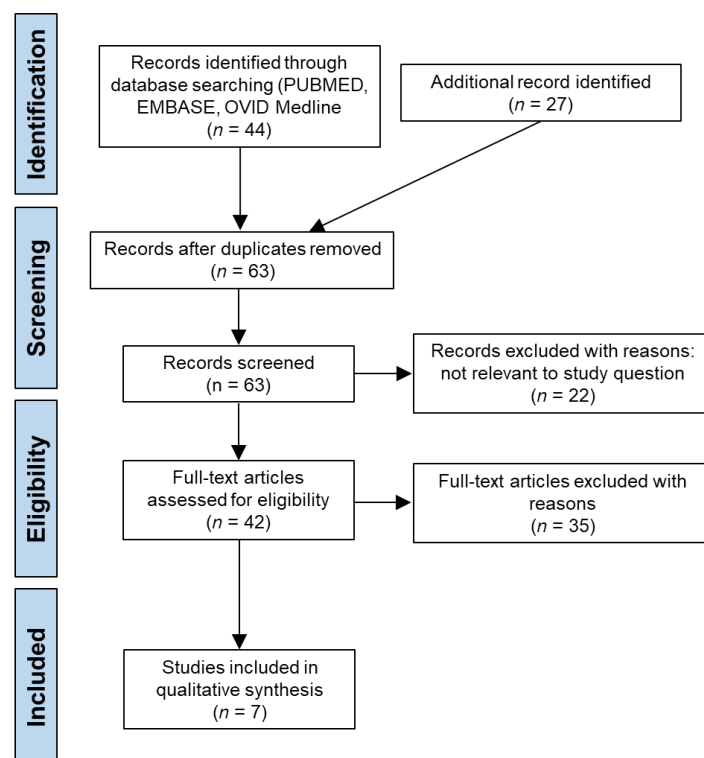 Identification
Records identified through
database searching (PUBMED,
EMBASE, OVID Medline
(n = 44)
Additional record identified
(n = 27)
Screening
Records after duplicates removed
(n = 63)
Records screened
(n = 63)
Records excluded with reasons:
not relevant to study question
(n = 22)
Eligibility
Full-text articles
assessed for eligibility
(n = 42)
Full-text articles excluded with
reasons
(n = 35)
Included
Studies included in
qualitative synthesis
(n = 7)